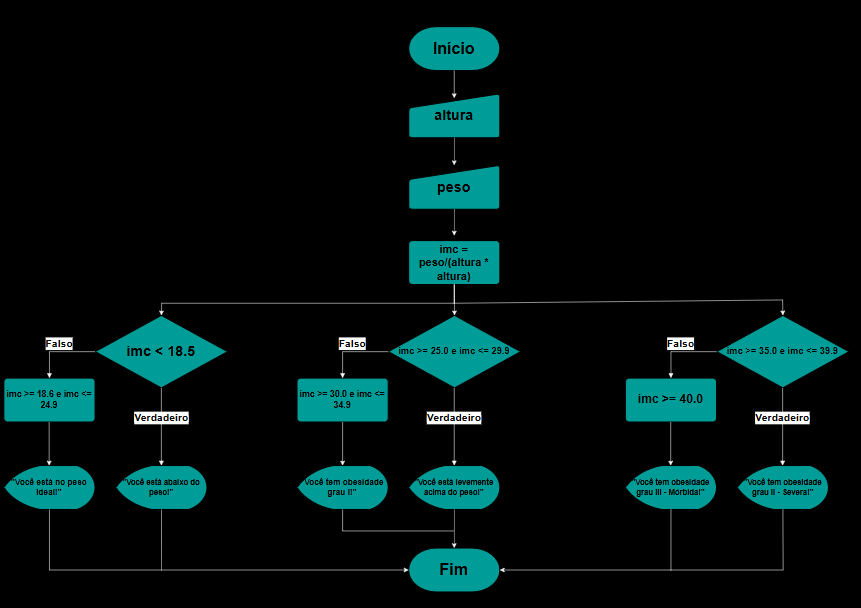 Início
altura
peso
imc =
peso/(altura *
altura)
Falso
imc < 18.5
Falso
imc >= 25.0 e imc <= 29.9
Falso
imc >= 35.0 e imc <= 39.9
imc >= 18.6 e imc <=
24.9
Verdadeiro
imc >= 30.0 e imc <=
34.9
Verdadeiro
imc >= 40.0
Verdadeiro
"Você está no peso
ideal!"
"Você está abaixo do
peso!"
"Você tem obesidade
grau I!"
"Você está levemente
acima do peso!"
"Você tem obesidade
grau III - Mórbida!"
"Você tem obesidade
grau II - Severa!"
Fim